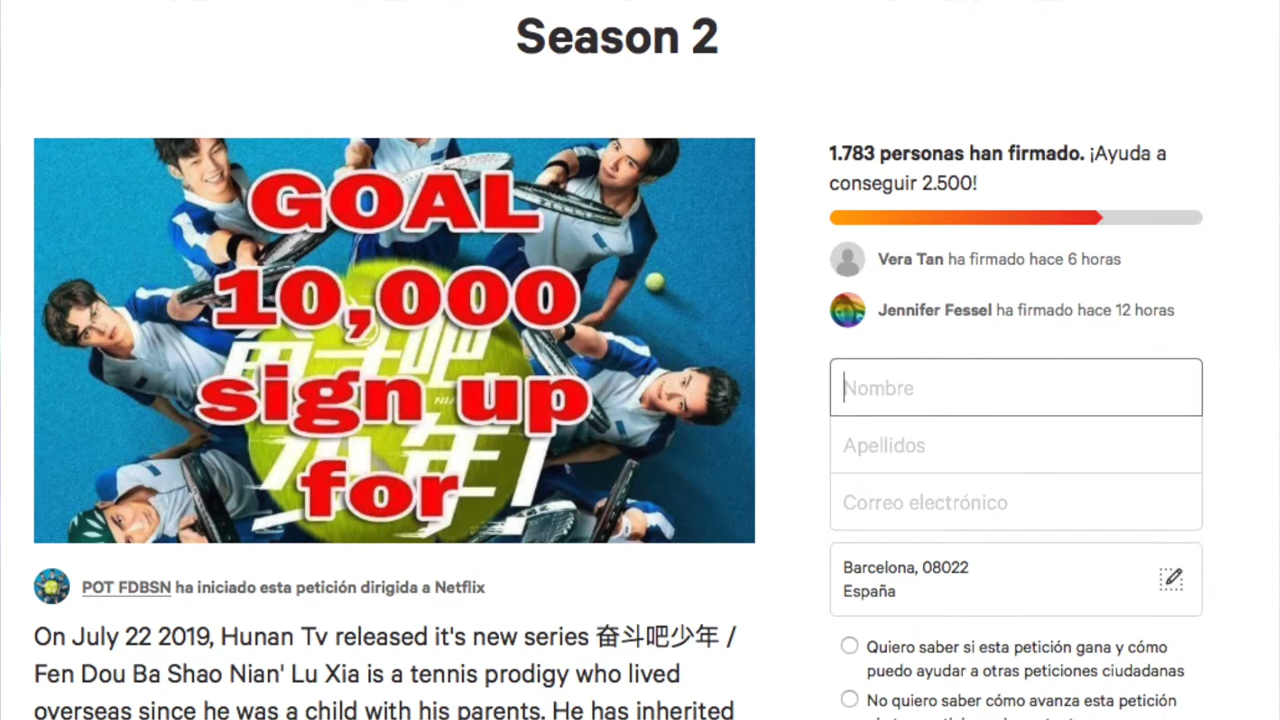 Season 2
GOAL
10,000
sign up
for
少年!
POT FDBSN ha iniciado esta petición dirigida a Netflix
On July 22 2019, Hunan Tv released it's new series 奋斗吧少年 /
Fen Dou Ba Shao Nian' Lu Xia is a tennis prodigy who lived
overseas since he was a child with his parents. He has inherited
1.783 personas han firmado. ¡Ayuda a
conseguir 2.500!
Vera Tan ha firmado hace 6 horas
Jennifer Fessel ha firmado hace 12 horas
Nombre
Apellidos
Correo electrónico
Barcelona, 08022
España
Quiero saber si esta petición gana y cómo
puedo ayudar a otras peticiones ciudadanas
No quiero saber cómo avanza esta petición